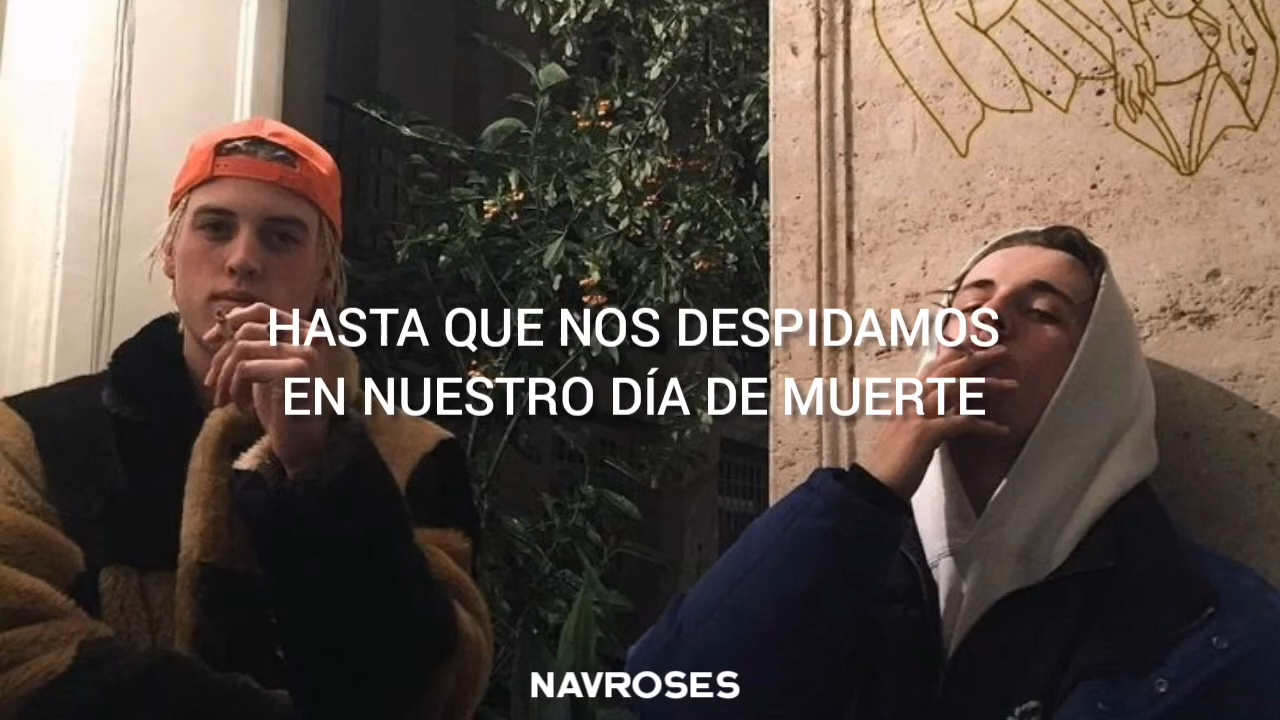 HASTA QUE NOS DESPIDAMOS
EN NUESTRO DÍA DE MUERTE
NAVROSES